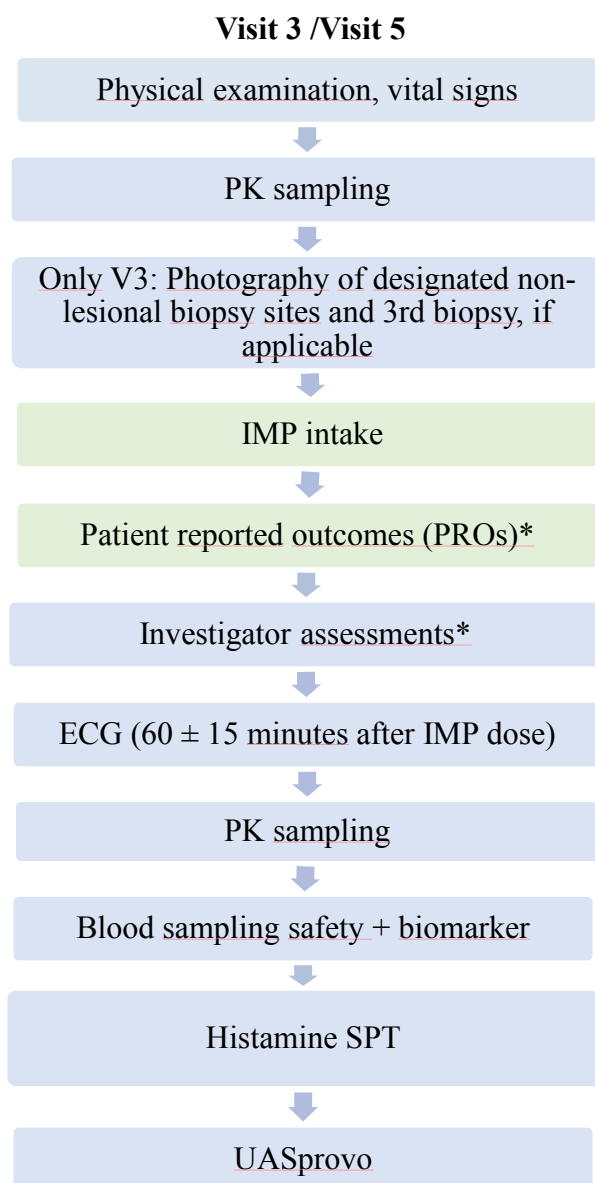 Visit 3 /Visit 5
Physical examination, vital signs
PK sampling
Only V3: Photography of designated non-
lesional biopsy sites and 3rd biopsy, if
applicable
IMP intake
Patient reported outcomes (PROs)*
Investigator assessments*
ECG (60 ± 15 minutes after IMP dose)
PK sampling
Blood sampling safety + biomarker
Histamine SPT
UASprovo